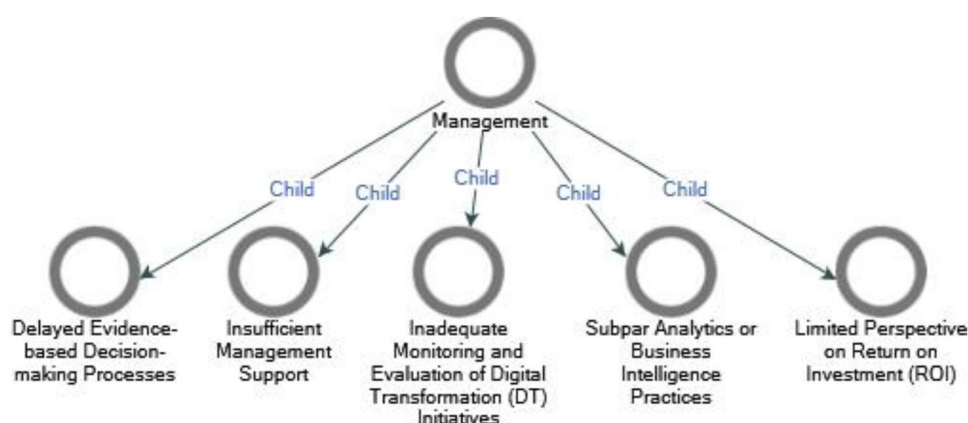 Management
Child
Child
Child
Child
Child
Delayed Evidence-
based Decision-
making Processes
Insufficient
Management
Support
Inadequate
Monitoring and
Evaluation of Digital
Transformation (DT)
Initiatives
Subpar Analytics or
Business
Intelligence
Practices
Limited Perspective
on Return on
Investment (ROI)